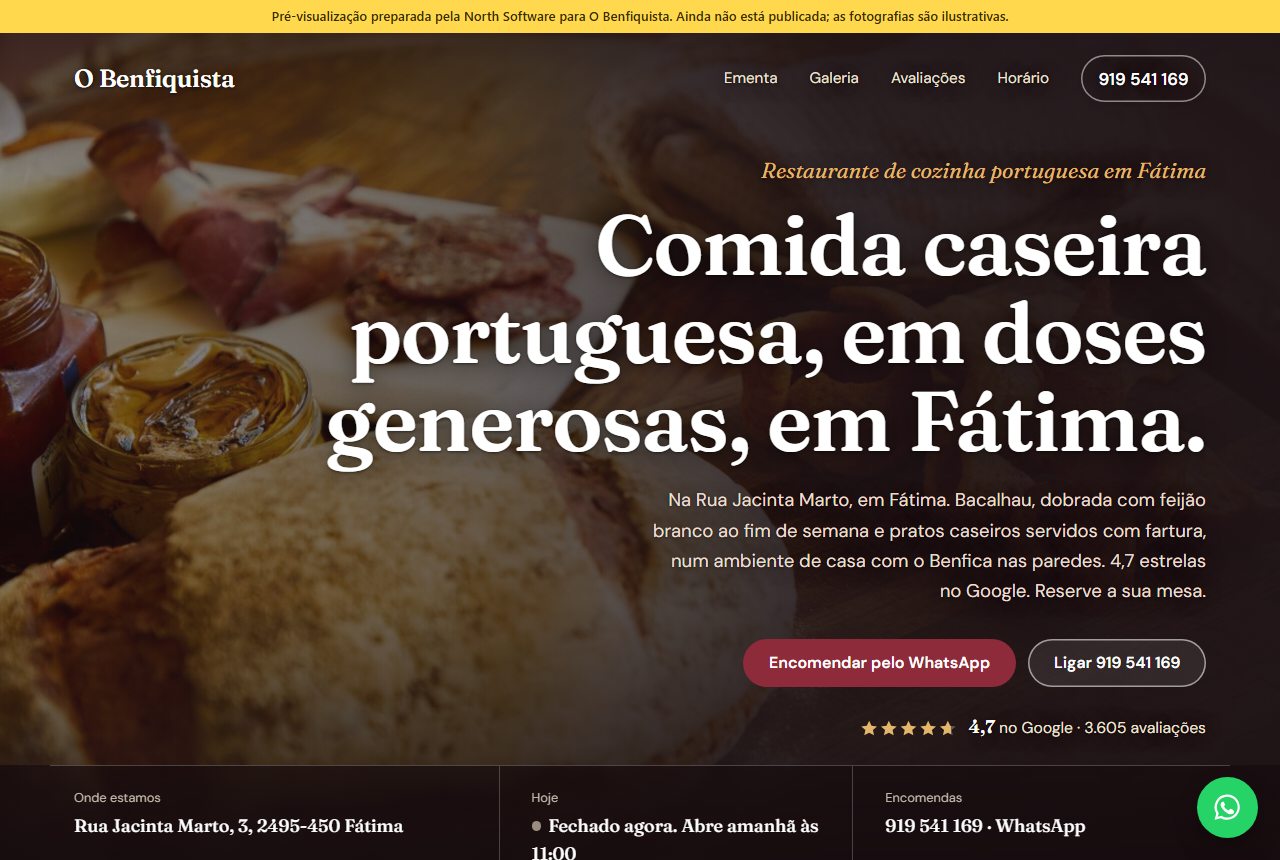 Pré-visualização preparada pela North Software para O Benfiquista. Ainda não está publicada; as fotografias são ilustrativas.
O Benfiquista
Ementa
Galeria
Avaliações
Horário
919 541 169
Restaurante de cozinha portuguesa em Fátima
Comida caseira
portuguesa, em doses
generosas, em Fátima.
Na Rua Jacinta Marto, em Fátima. Bacalhau, dobrada com feijão
branco ao fim de semana e pratos caseiros servidos com fartura,
num ambiente de casa com o Benfica nas paredes. 4,7 estrelas
no Google. Reserve a sua mesa.
Encomendar pelo WhatsApp
Ligar 919 541 169
4,7 no Google · 3.605 avaliações
Onde estamos
Rua Jacinta Marto, 3, 2495-450 Fátima
Hoje
Fechado agora. Abre amanhã às
11:00
Encomendas
919 541 169 · WhatsApp